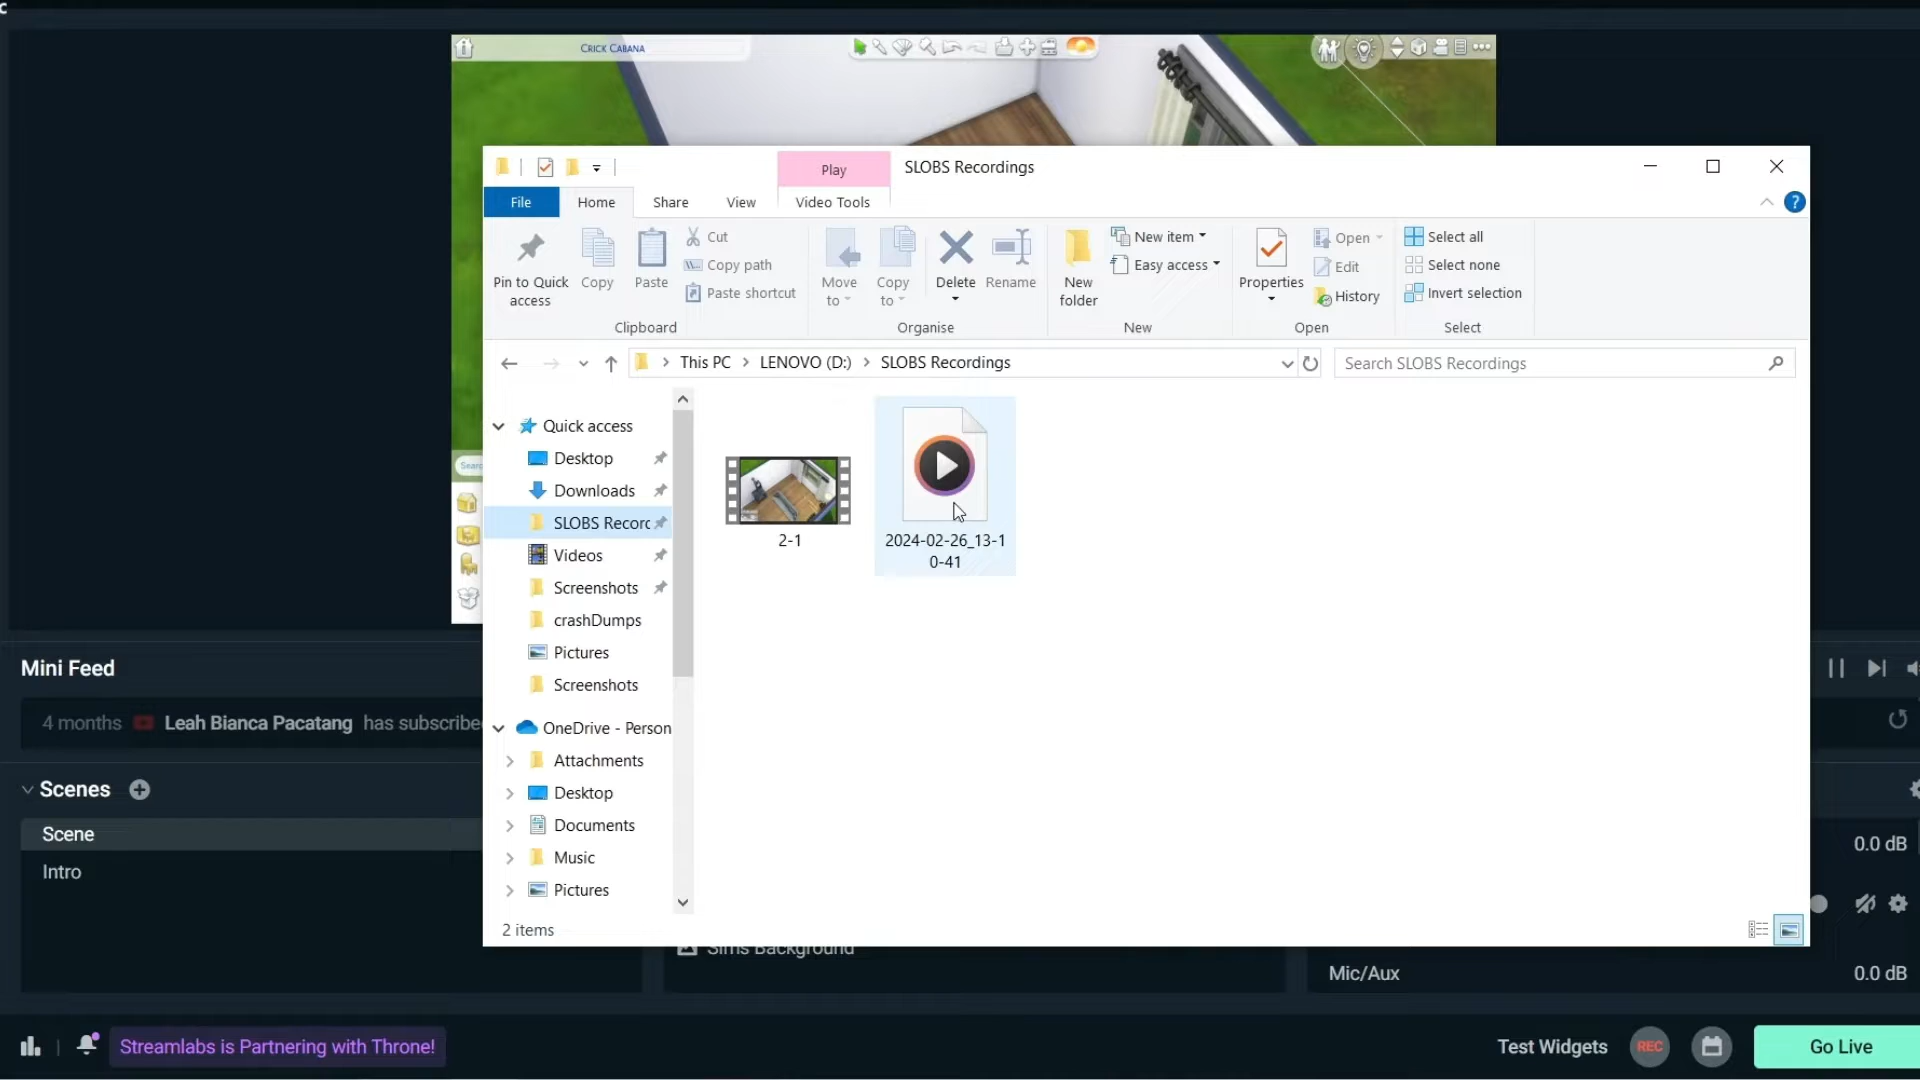 c
CRICK CABANA
Play
SLOBS Recordings
File
Home
Share
View
Video Tools
Pin to Quick access
Copy
Paste
Cut
Copy path
Paste shortcut
Clipboard
Move to
Copy to
Delete
Rename
Organise
New folder
New item
Easy access
New
Properties
Open
Edit
History
Open
Select all
Select none
Invert selection
Select
This PC
LENOVO (D:)
SLOBS Recordings
Search SLOBS Recordings
Quick access
Desktop
Downloads
SLOBS Recorc
Videos
Screenshots
crashDumps
Pictures
Screenshots
OneDrive - Person
Attachments
Desktop
Documents
Music
Pictures
2-1
2024-02-26_13-1
0-41
2 items
Searc
Mini Feed
4 months Leah Bianca Pacatang has subscribe
Scenes
Scene
Intro
Sims Background
0.0 dB
Mic/Aux
0.0 dB
Streamlabs is Partnering with Throne!
Test Widgets
REC
Go Live